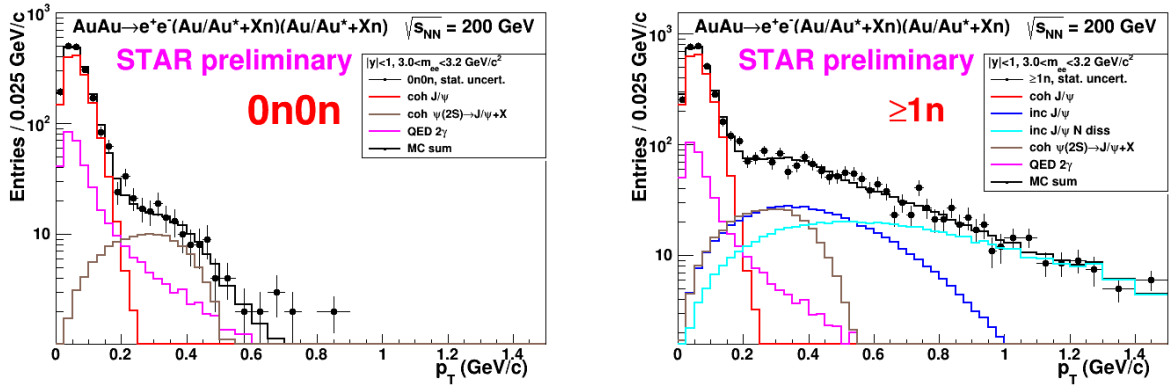 AuAu→e⁺e⁻(Au/Au*+Xn)(Au/Au*+Xn) √s_NN = 200 GeV
STAR preliminary
|y|<1, 3.0<m_ee<3.2 GeV/c²
0n0n, stat. uncert.
coh J/ψ
coh ψ(2S)→J/ψ+X
QED 2γ
MC sum
0n0n
Entries / 0.025 GeV/c
10³
10²
10
0 0.2 0.4 0.6 0.8 1 1.2 1.4
p_T (GeV/c)
AuAu→e⁺e⁻(Au/Au*+Xn)(Au/Au*+Xn) √s_NN = 200 GeV
STAR preliminary
|y|<1, 3.0<m_ee<3.2 GeV/c²
≥1n, stat. uncert.
coh J/ψ
inc J/ψ
inc J/ψ N diss
coh ψ(2S)→J/ψ+X
QED 2γ
MC sum
≥1n
Entries / 0.025 GeV/c
10³
10²
10
0 0.2 0.4 0.6 0.8 1 1.2 1.4
p_T (GeV/c)